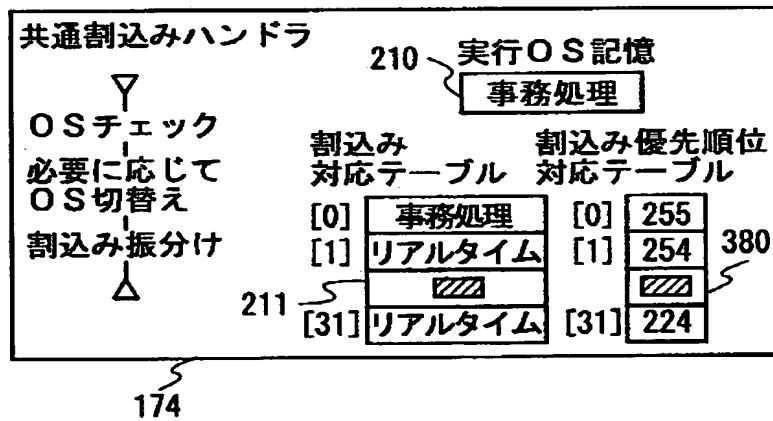 共通割込みハンドラ
OSチェック
必要に応じて
OS切替え
割込み振分け
210
実行OS記憶
事務処理
割込み
対応テーブル
[0] 事務処理
[1] リアルタイム
211
[31] リアルタイム
割込み優先順位
対応テーブル
[0] 255
[1] 254
380
[31] 224
174